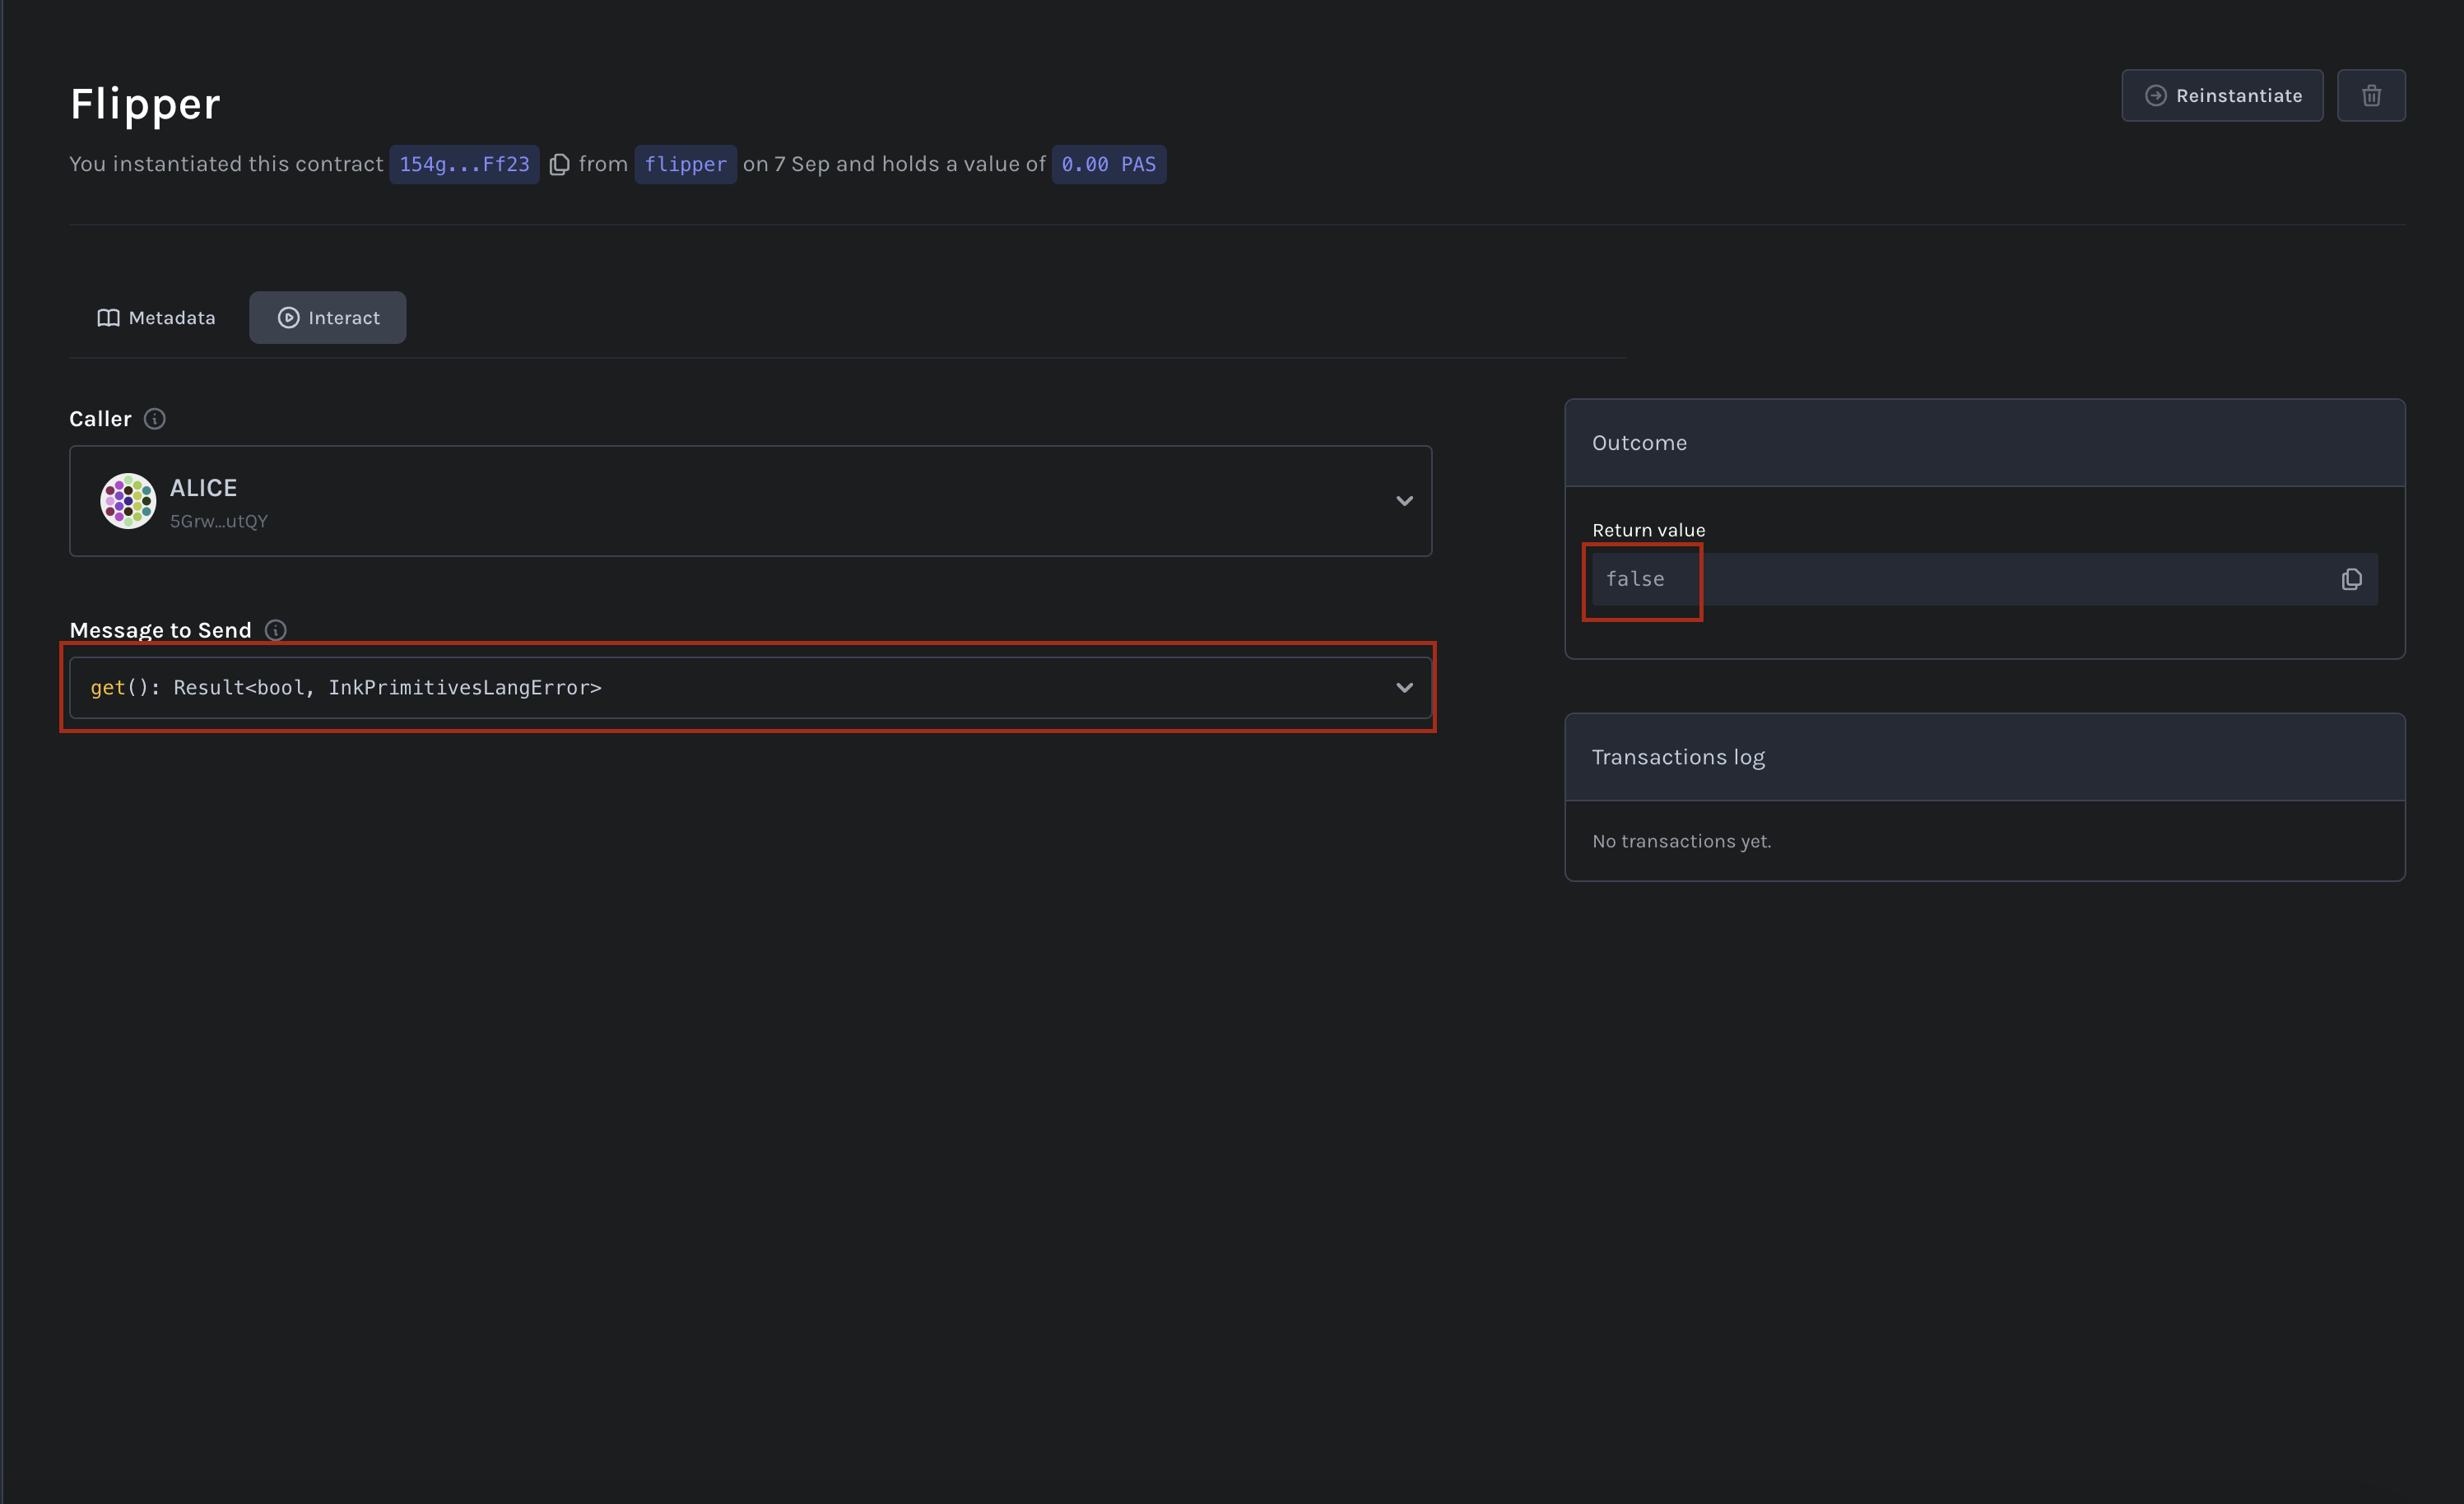 Flipper
Reinstantiate
You instantiated this contract 154g...Ff23 from flipper on 7 Sep and holds a value of 0.00 PAS
Metadata
Interact
Caller
ALICE
5Grw...utQY
Message to Send
get(): Result<bool, InkPrimitivesLangError>
Outcome
Return value
false
Transactions log
No transactions yet.